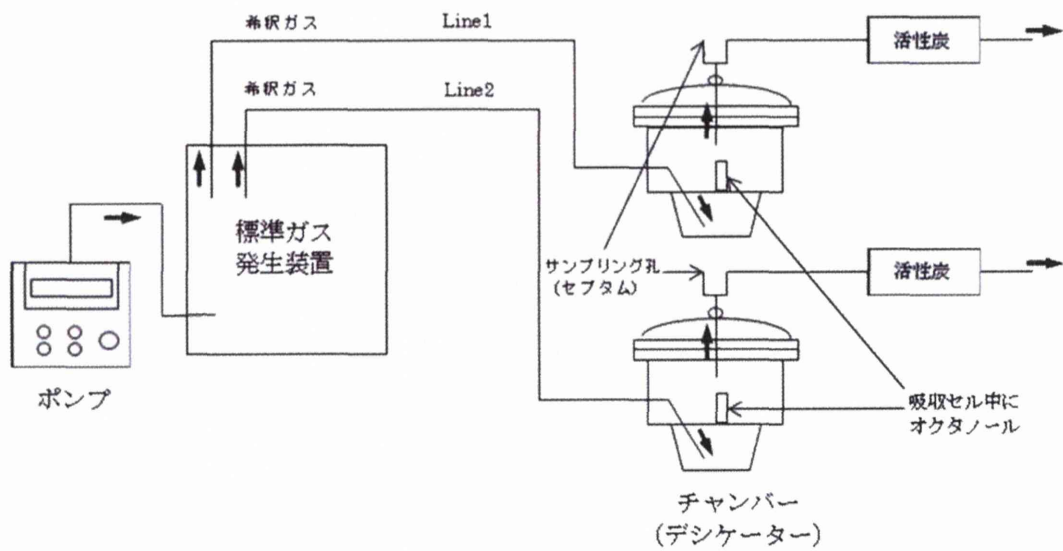 希釈ガス
Line1
活性炭
希釈ガス
Line2
標準ガス
発生装置
サンプリング孔
(セプタム)
活性炭
ポンプ
吸収セル中に
オクタノール
チャンバー
(デシケーター)